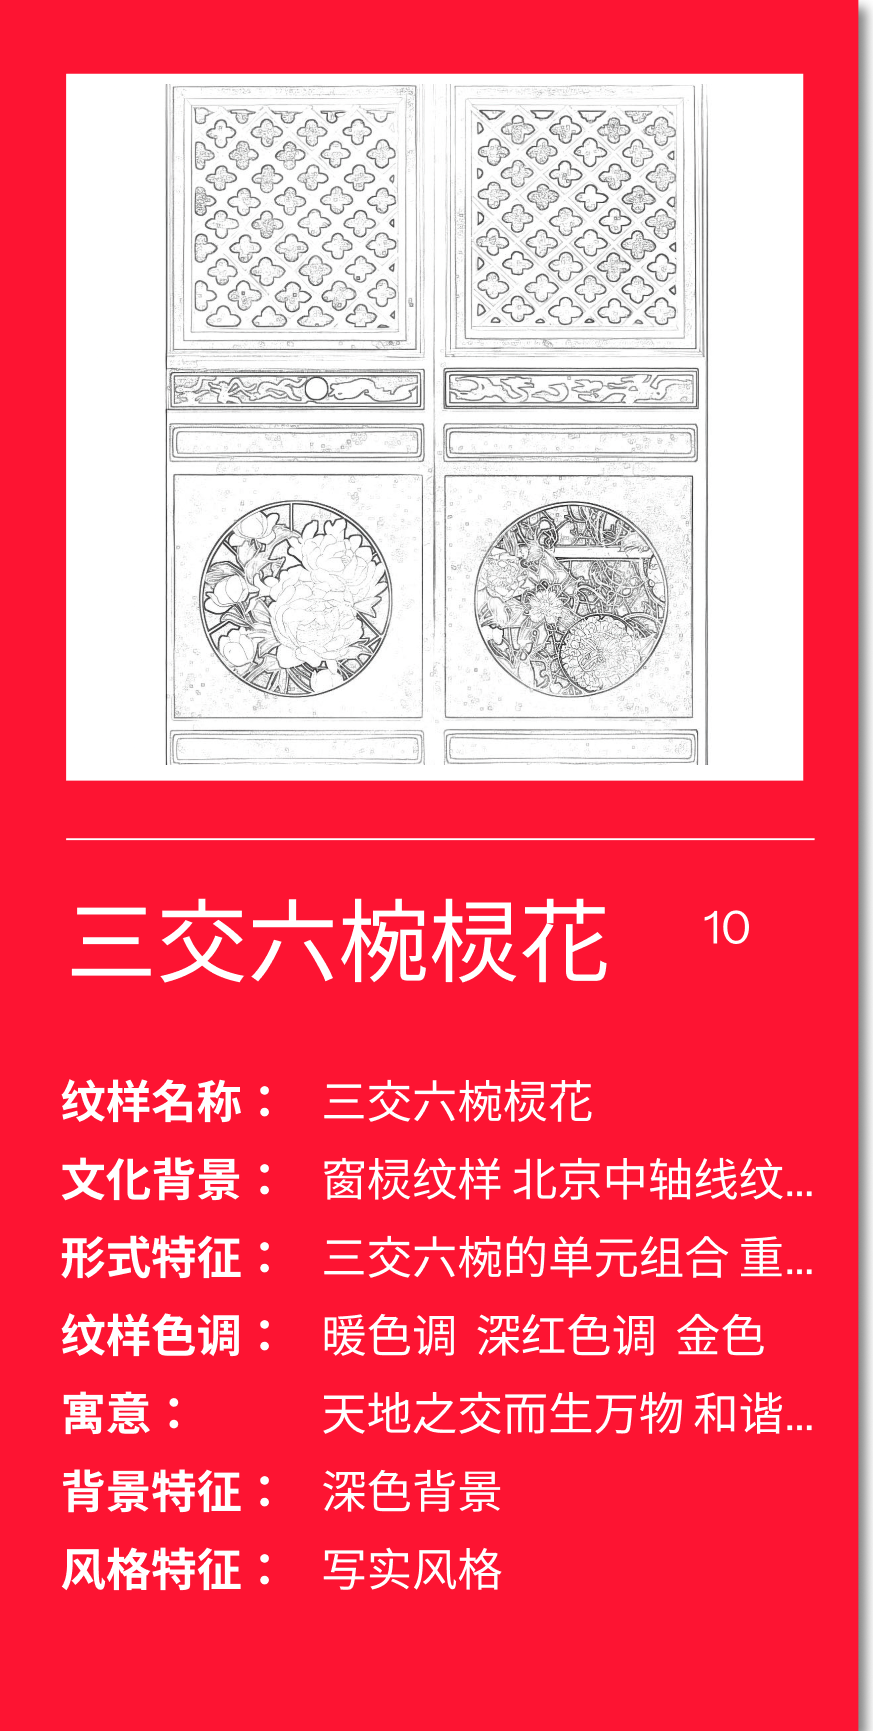 三交六椀棂花
10
纹样名称： 三交六椀棂花
文化背景： 窗棂纹样 北京中轴线纹...
形式特征： 三交六椀的单元组合 重...
纹样色调： 暖色调 深红色调 金色
寓意： 天地之交而生万物 和谐...
背景特征： 深色背景
风格特征： 写实风格